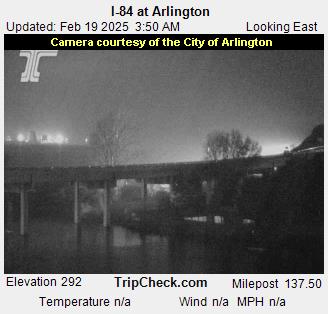 I-84 at Arlington
Updated: Feb 19 2025 3:50 AM Looking East
Camera courtesy of the City of Arlington
Elevation 292 TripCheck.com Milepost 137.50
Temperature n/a Wind n/a MPH n/a